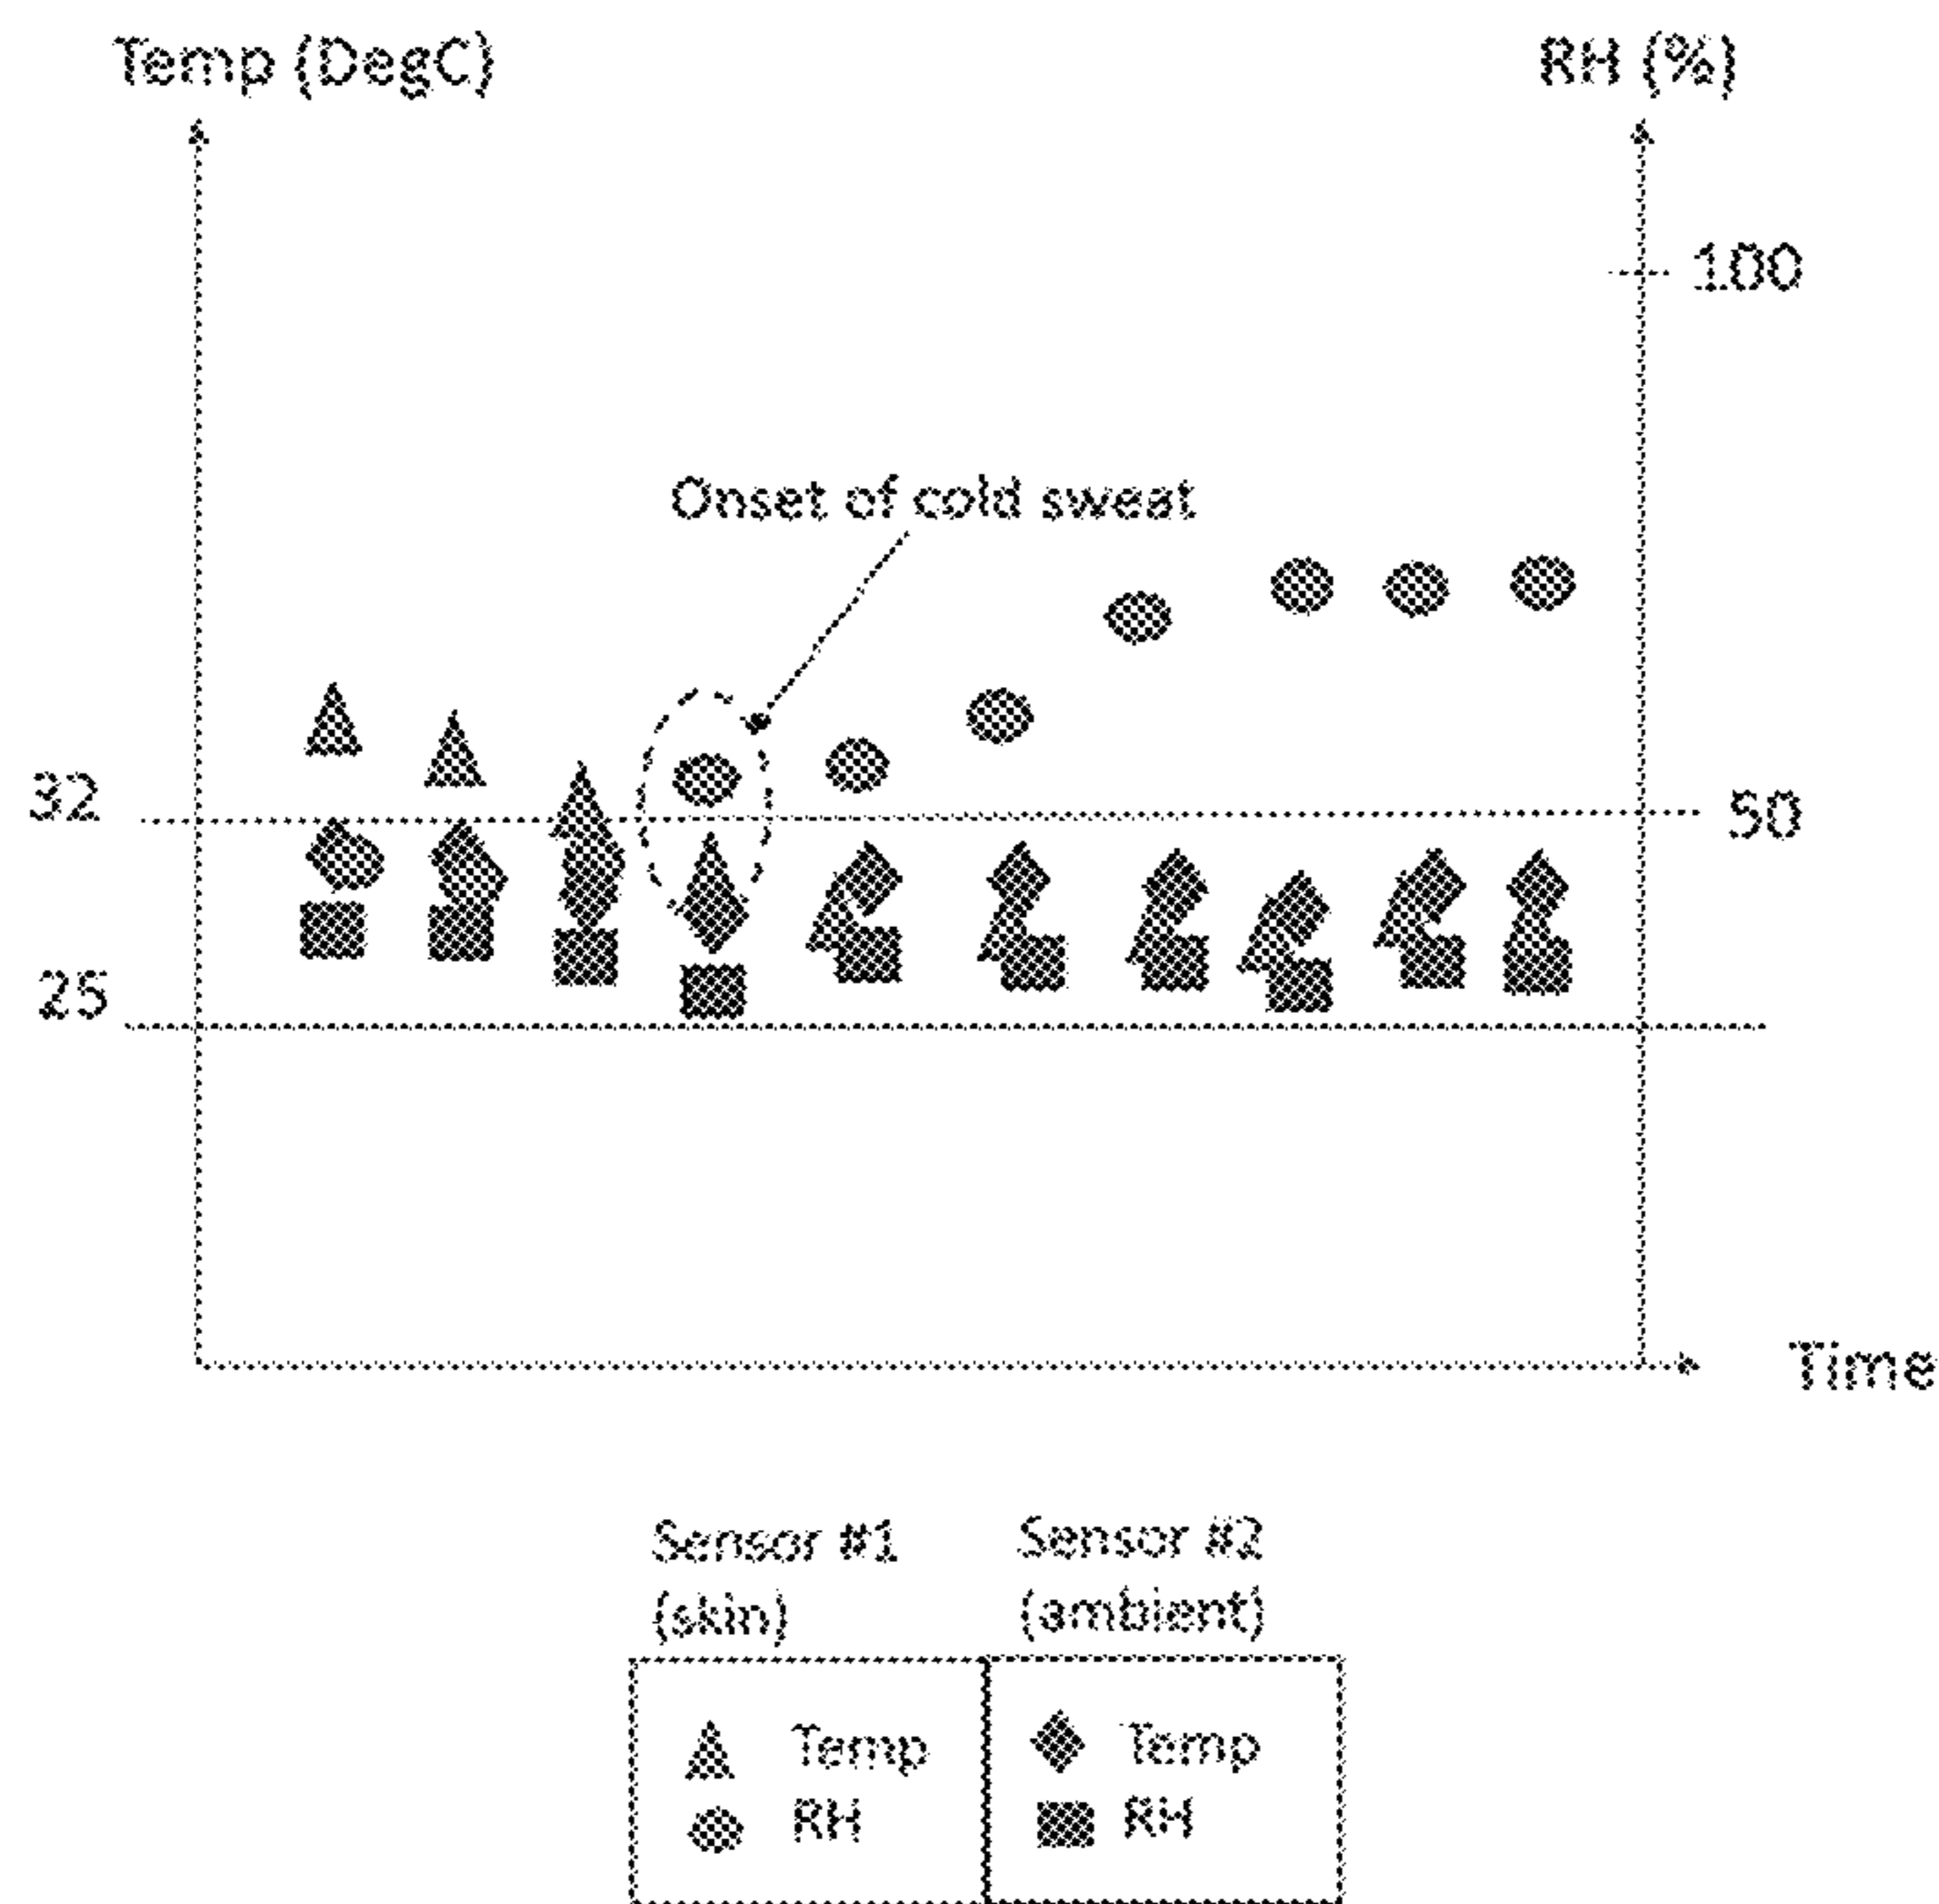 Temp (DegC)
RH (%)
100
Onset of cold sweat
32
50
25
Time
Sensor #1
(skin)
Sensor #2
(ambient)
Temp
RH
Temp
RH